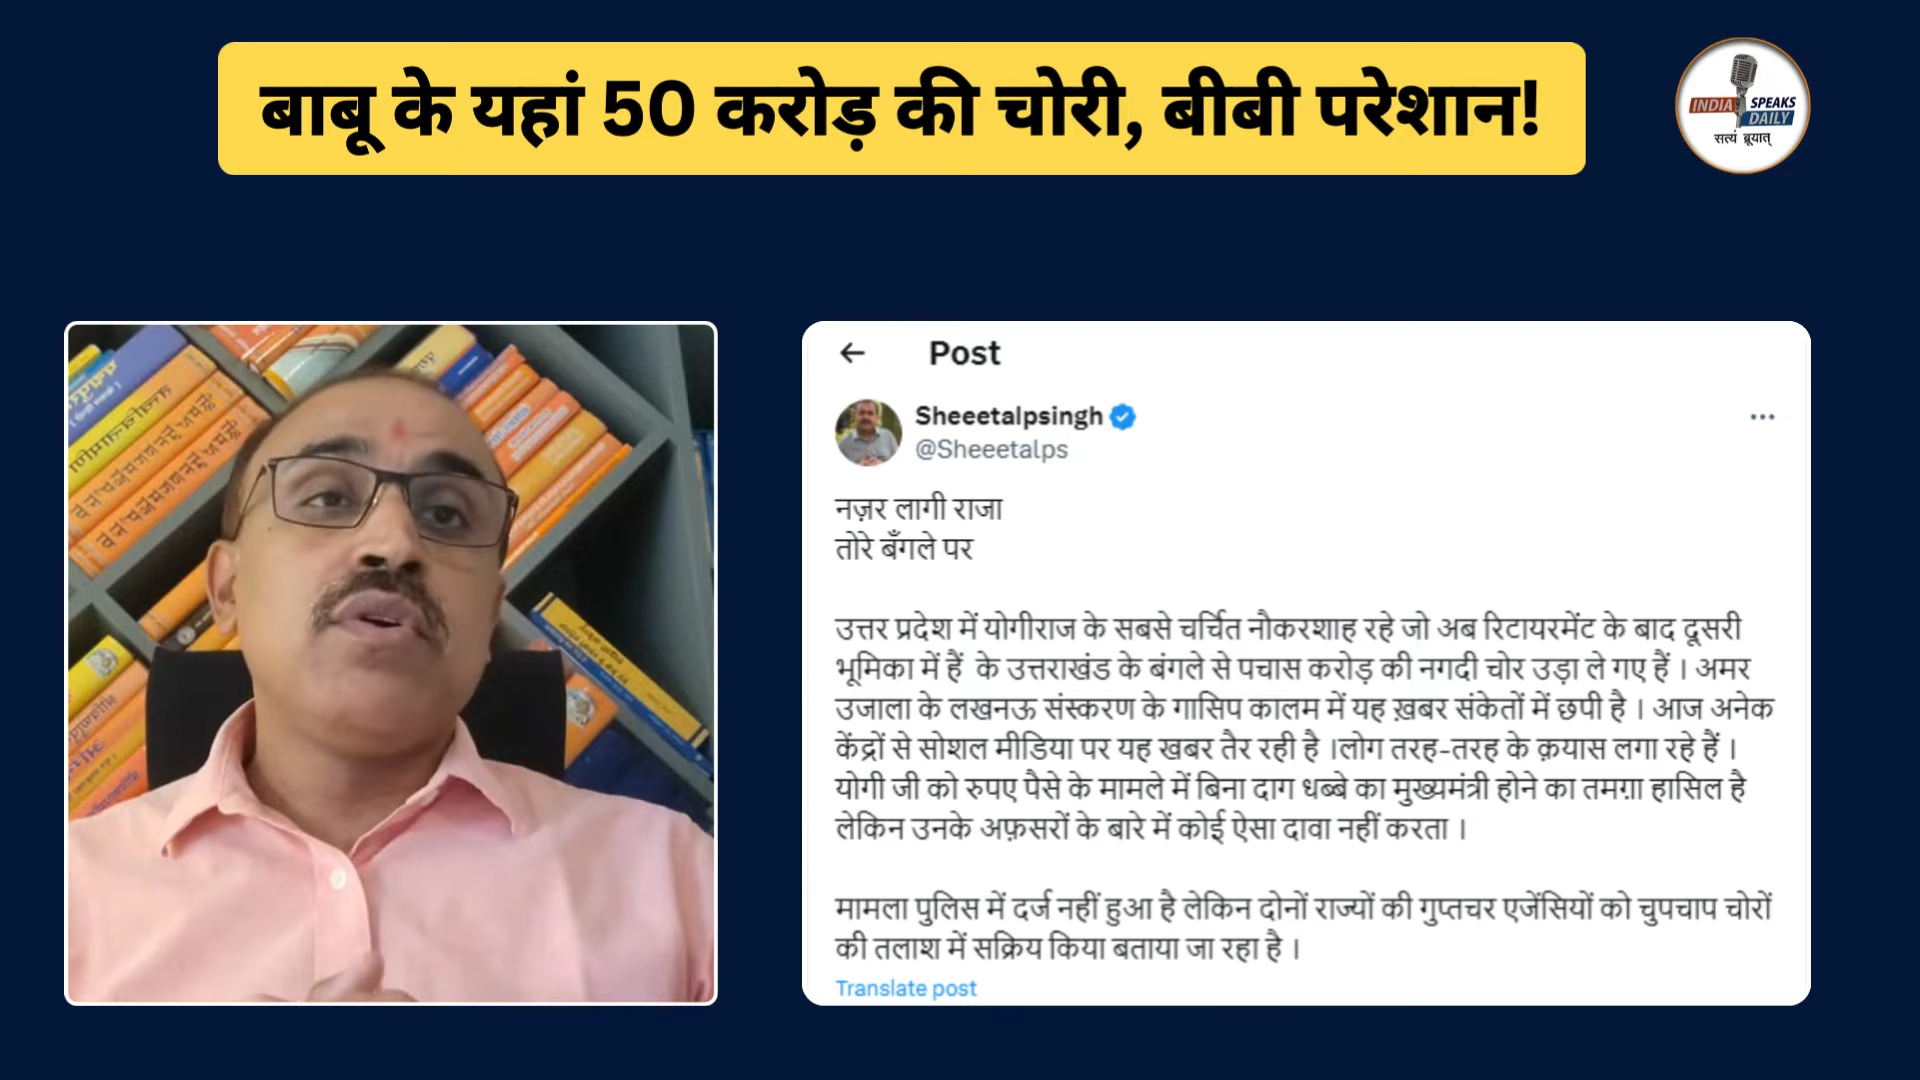 बाबू के यहां 50 करोड़ की चोरी, बीबी परेशान!
INDIA SPEAKS
DAILY
सत्यं ब्रूयात्
Post
Sheeetalpsingh
@Sheeetalps
नज़र लागी राजा
तोरे बँगले पर
उत्तर प्रदेश में योगीराज के सबसे चर्चित नौकरशाह रहे जो अब रिटायरमेंट के बाद दूसरी
भूमिका में हैं के उत्तराखंड के बंगले से पचास करोड़ की नगदी चोर उड़ा ले गए हैं । अमर
उजाला के लखनऊ संस्करण के गासिप कालम में यह ख़बर संकेतों में छपी है । आज अनेक
केंद्रों से सोशल मीडिया पर यह खबर तैर रही है ।लोग तरह-तरह के क़यास लगा रहे हैं ।
योगी जी को रुपए पैसे के मामले में बिना दाग धब्बे का मुख्यमंत्री होने का तमग़ा हासिल है
लेकिन उनके अफ़सरों के बारे में कोई ऐसा दावा नहीं करता ।
मामला पुलिस में दर्ज नहीं हुआ है लेकिन दोनों राज्यों की गुप्तचर एजेंसियों को चुपचाप चोरों
की तलाश में सक्रिय किया बताया जा रहा है ।
Translate post